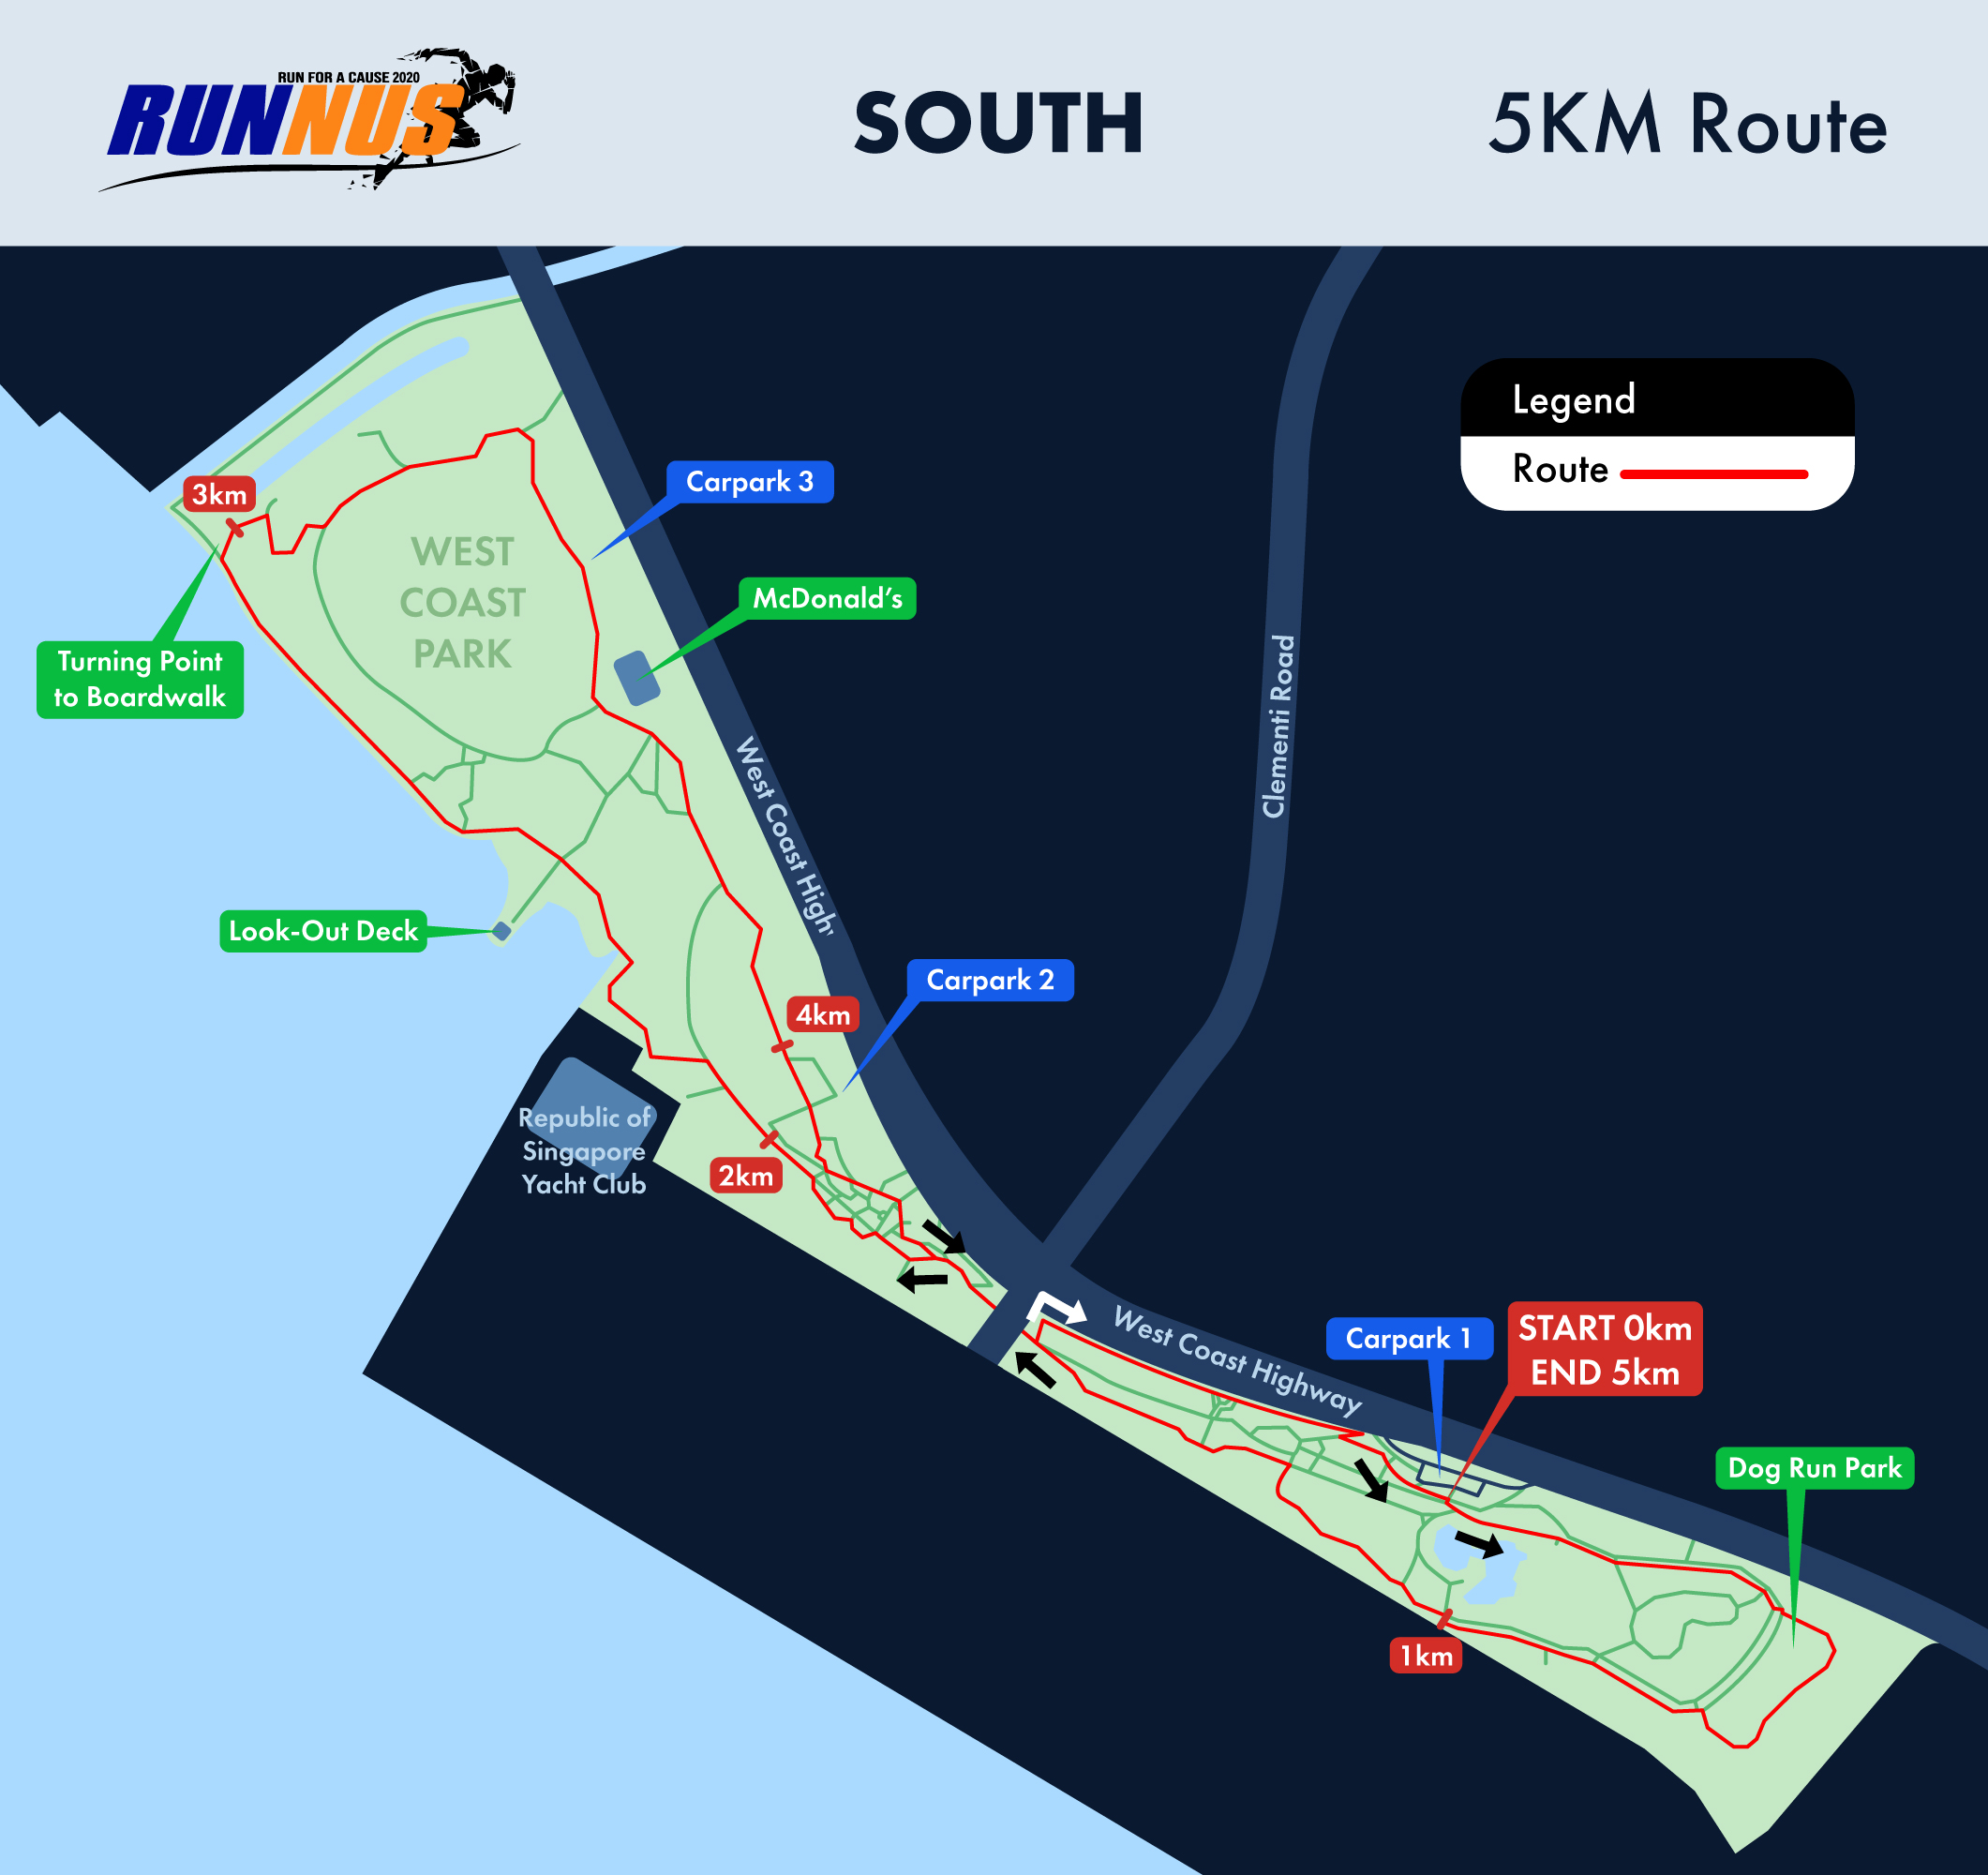 RUN FOR A CAUSE 2020
RUNNUS
SOUTH
5KM Route
Legend
Route
Carpark 3
3km
WEST
COAST
PARK
McDonald's
Turning Point
to Boardwalk
Clementi Road
West Coast High
Look-Out Deck
Carpark 2
4km
Republic of
Singapore
Yacht Club
2km
West Coast Highway
Carpark 1
START 0km
END 5km
Dog Run Park
1km